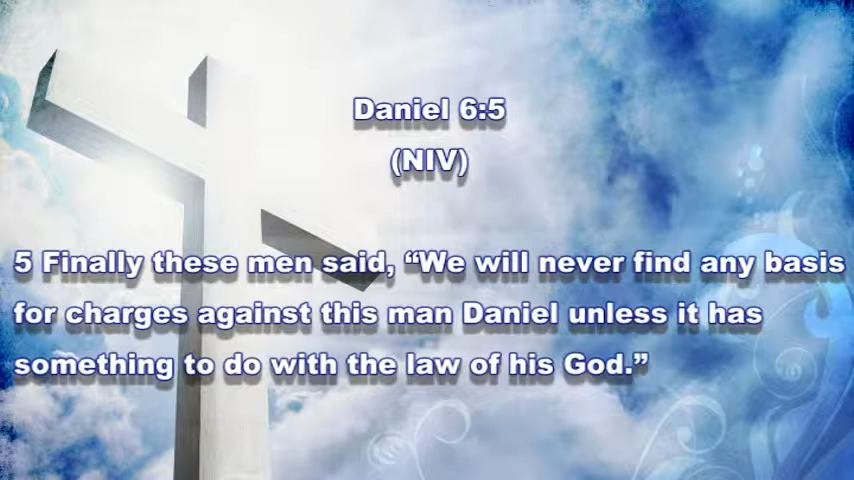 Daniel 6:5
(NIV)
5 Finally these men said, “We will never find any basis
for charges against this man Daniel unless it has
something to do with the law of his God.”